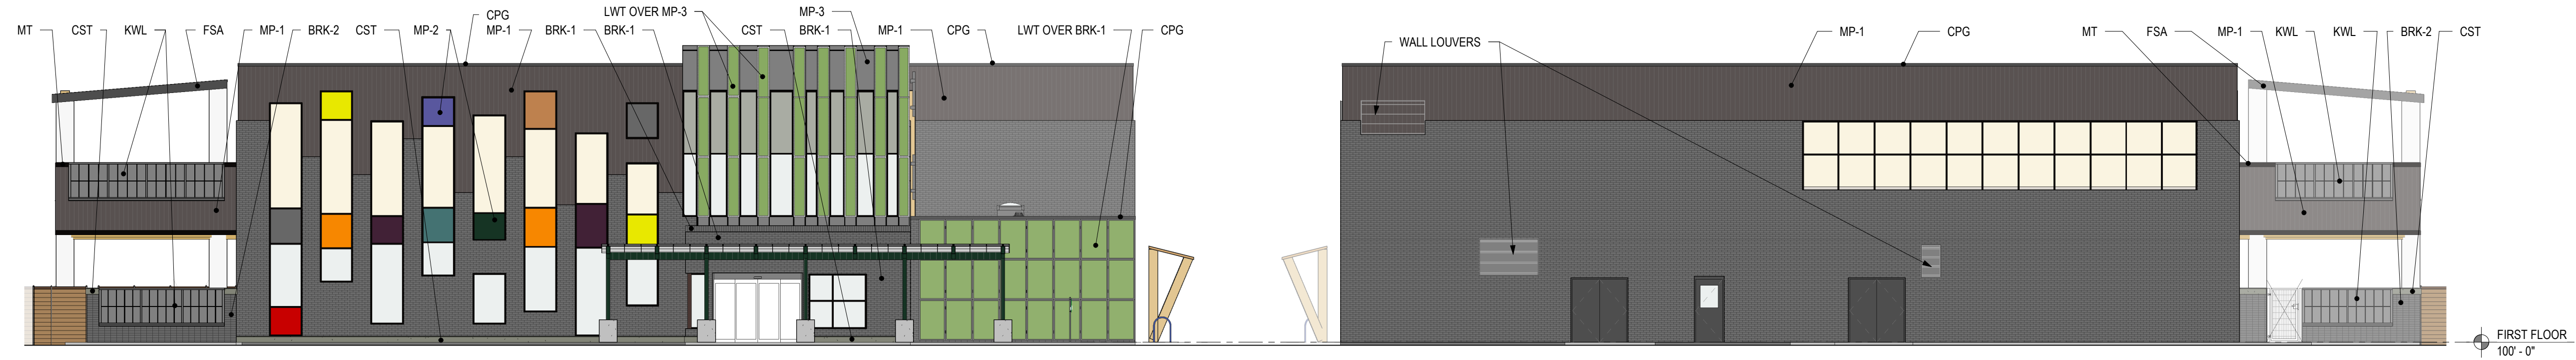 CPG
LWT OVER MP-3
MP-3
MT
CST
KWL
FSA
MP-1
BRK-2
CST
MP-2
MP-1
BRK-1
BRK-1
CST
BRK-1
MP-1
CPG
LWT OVER BRK-1
CPG
WALL LOUVERS
MP-1
CPG
MT
FSA
MP-1
KWL
KWL
BRK-2
CST
FIRST FLOOR
100' - 0"